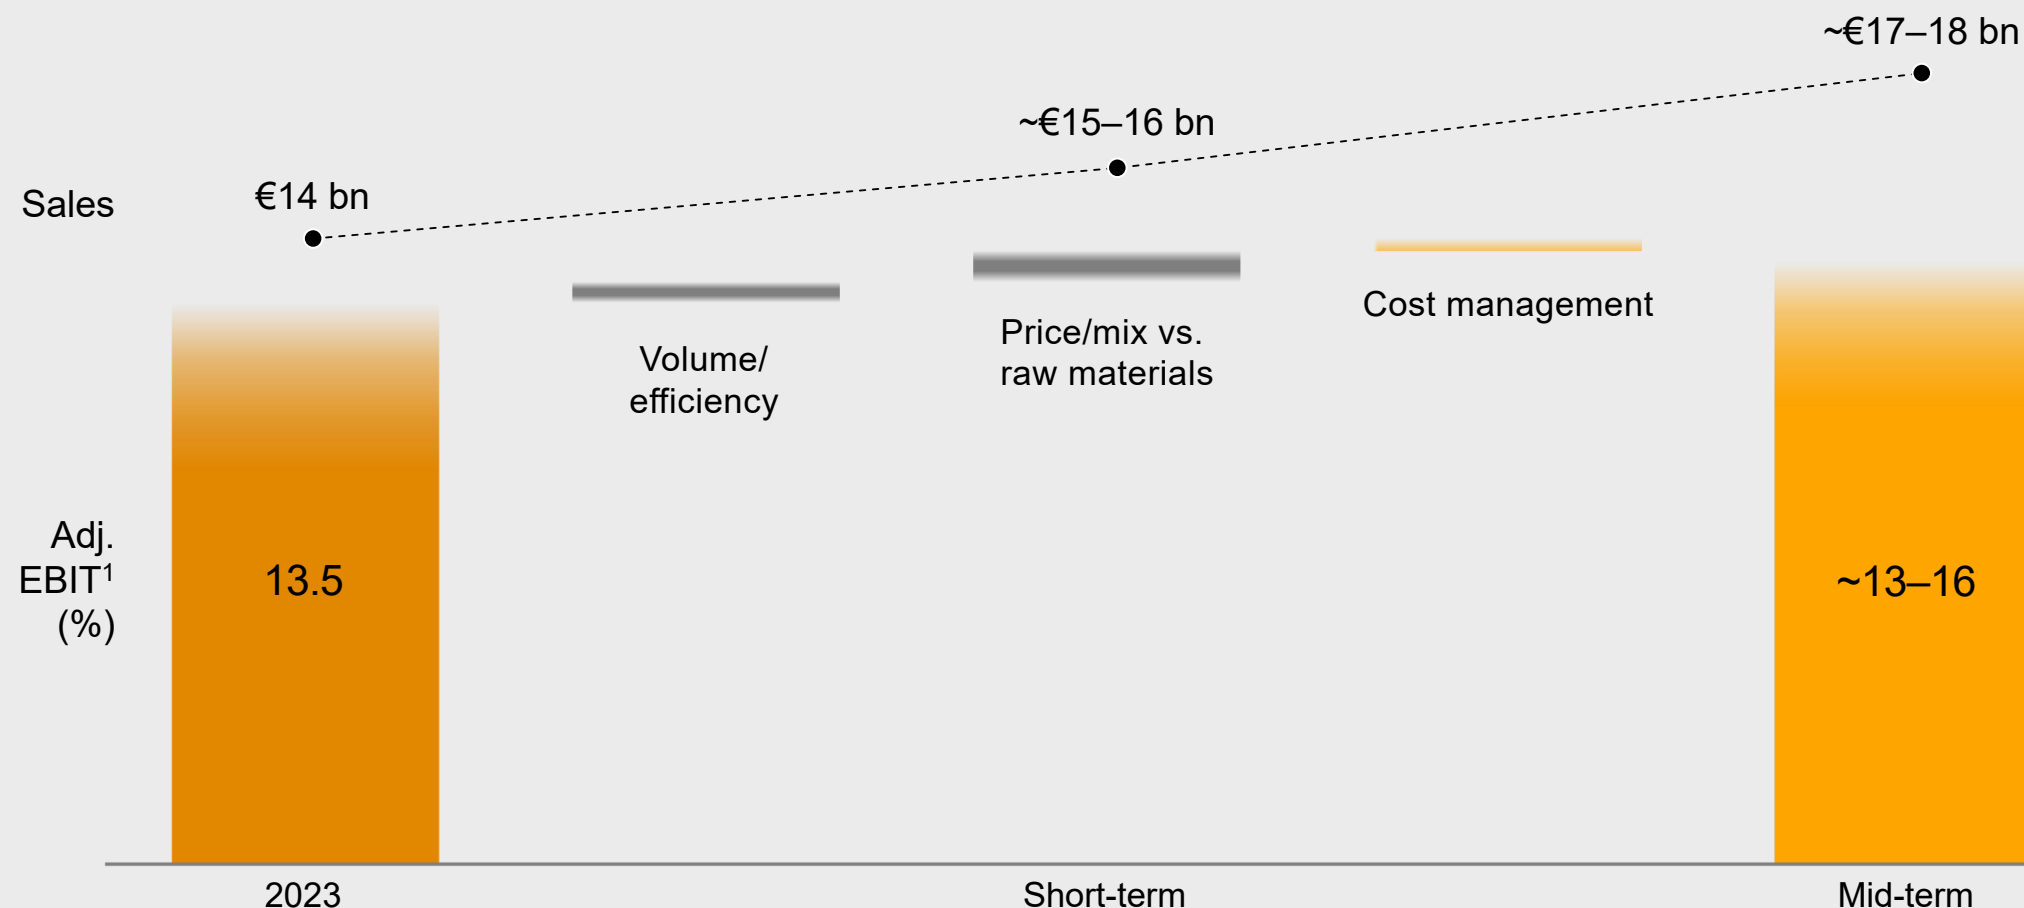 ~€17–18 bn
~€15–16 bn
Sales
€14 bn
Cost management
Price/mix vs.
raw materials
Volume/
efficiency
Adj.
EBIT¹
(%)
13.5
~13–16
2023
Short-term
Mid-term